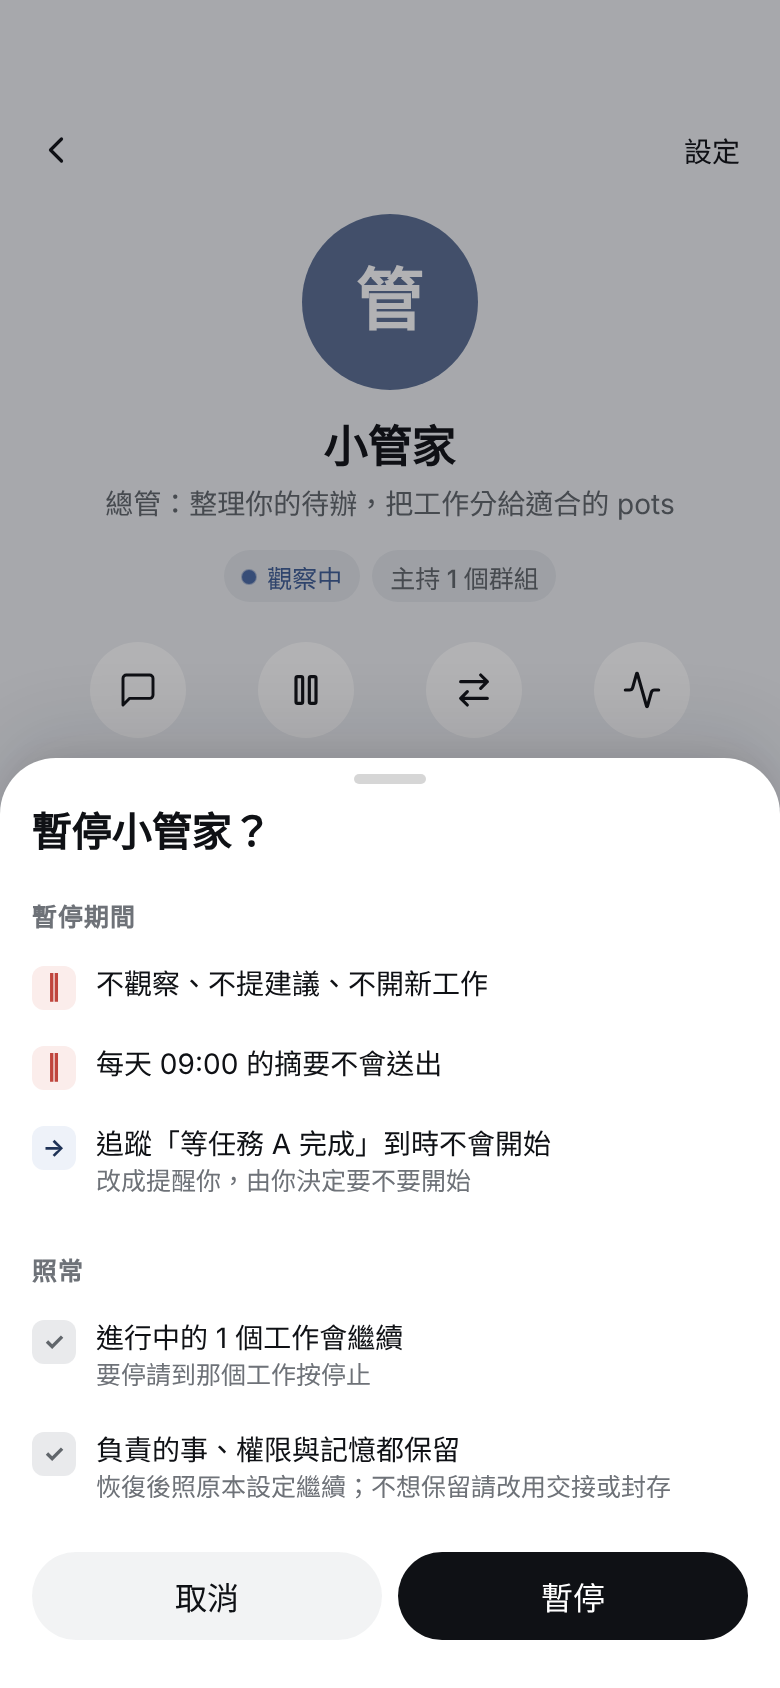 設定
管
小管家
總管：整理你的待辦，把工作分給適合的 pots
觀察中
主持 1 個群組
暫停小管家？
暫停期間
不觀察、不提建議、不開新工作
每天 09:00 的摘要不會送出
追蹤「等任務 A 完成」到時不會開始
改成提醒你，由你決定要不要開始
照常
進行中的 1 個工作會繼續
要停請到那個工作按停止
負責的事、權限與記憶都保留
恢復後照原本設定繼續；不想保留請改用交接或封存
取消
暫停